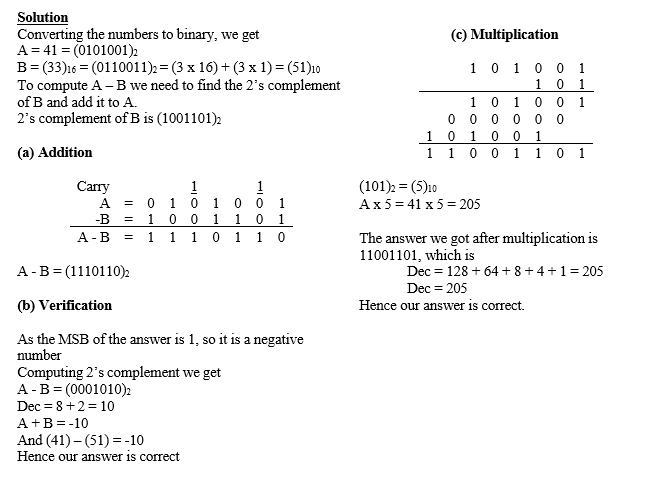 Solution
Converting the numbers to binary, we get
A = 41 = (0101001)₂
B = (33)₁₆ = (0110011)₂ = (3 x 16) + (3 x 1) = (51)₁₀
To compute A – B we need to find the 2's complement
of B and add it to A.
2's complement of B is (1001101)₂
(a) Addition
Carry 1 1
A = 0 1 0 1 0 0 1
-B = 1 0 0 1 1 0 1
A - B = 1 1 1 0 1 1 0
A - B = (1110110)₂
(b) Verification
As the MSB of the answer is 1, so it is a negative
number
Computing 2's complement we get
A - B = (0001010)₂
Dec = 8 + 2 = 10
A + B = -10
And (41) – (51) = -10
Hence our answer is correct
(c) Multiplication
1 0 1 0 0 1
1 0 1
1 0 1 0 0 1
0 0 0 0 0 0
1 0 1 0 0 1
1 1 0 0 1 1 0 1
(101)₂ = (5)₁₀
A x 5 = 41 x 5 = 205
The answer we got after multiplication is
11001101, which is
Dec = 128 + 64 + 8 + 4 + 1 = 205
Dec = 205
Hence our answer is correct.